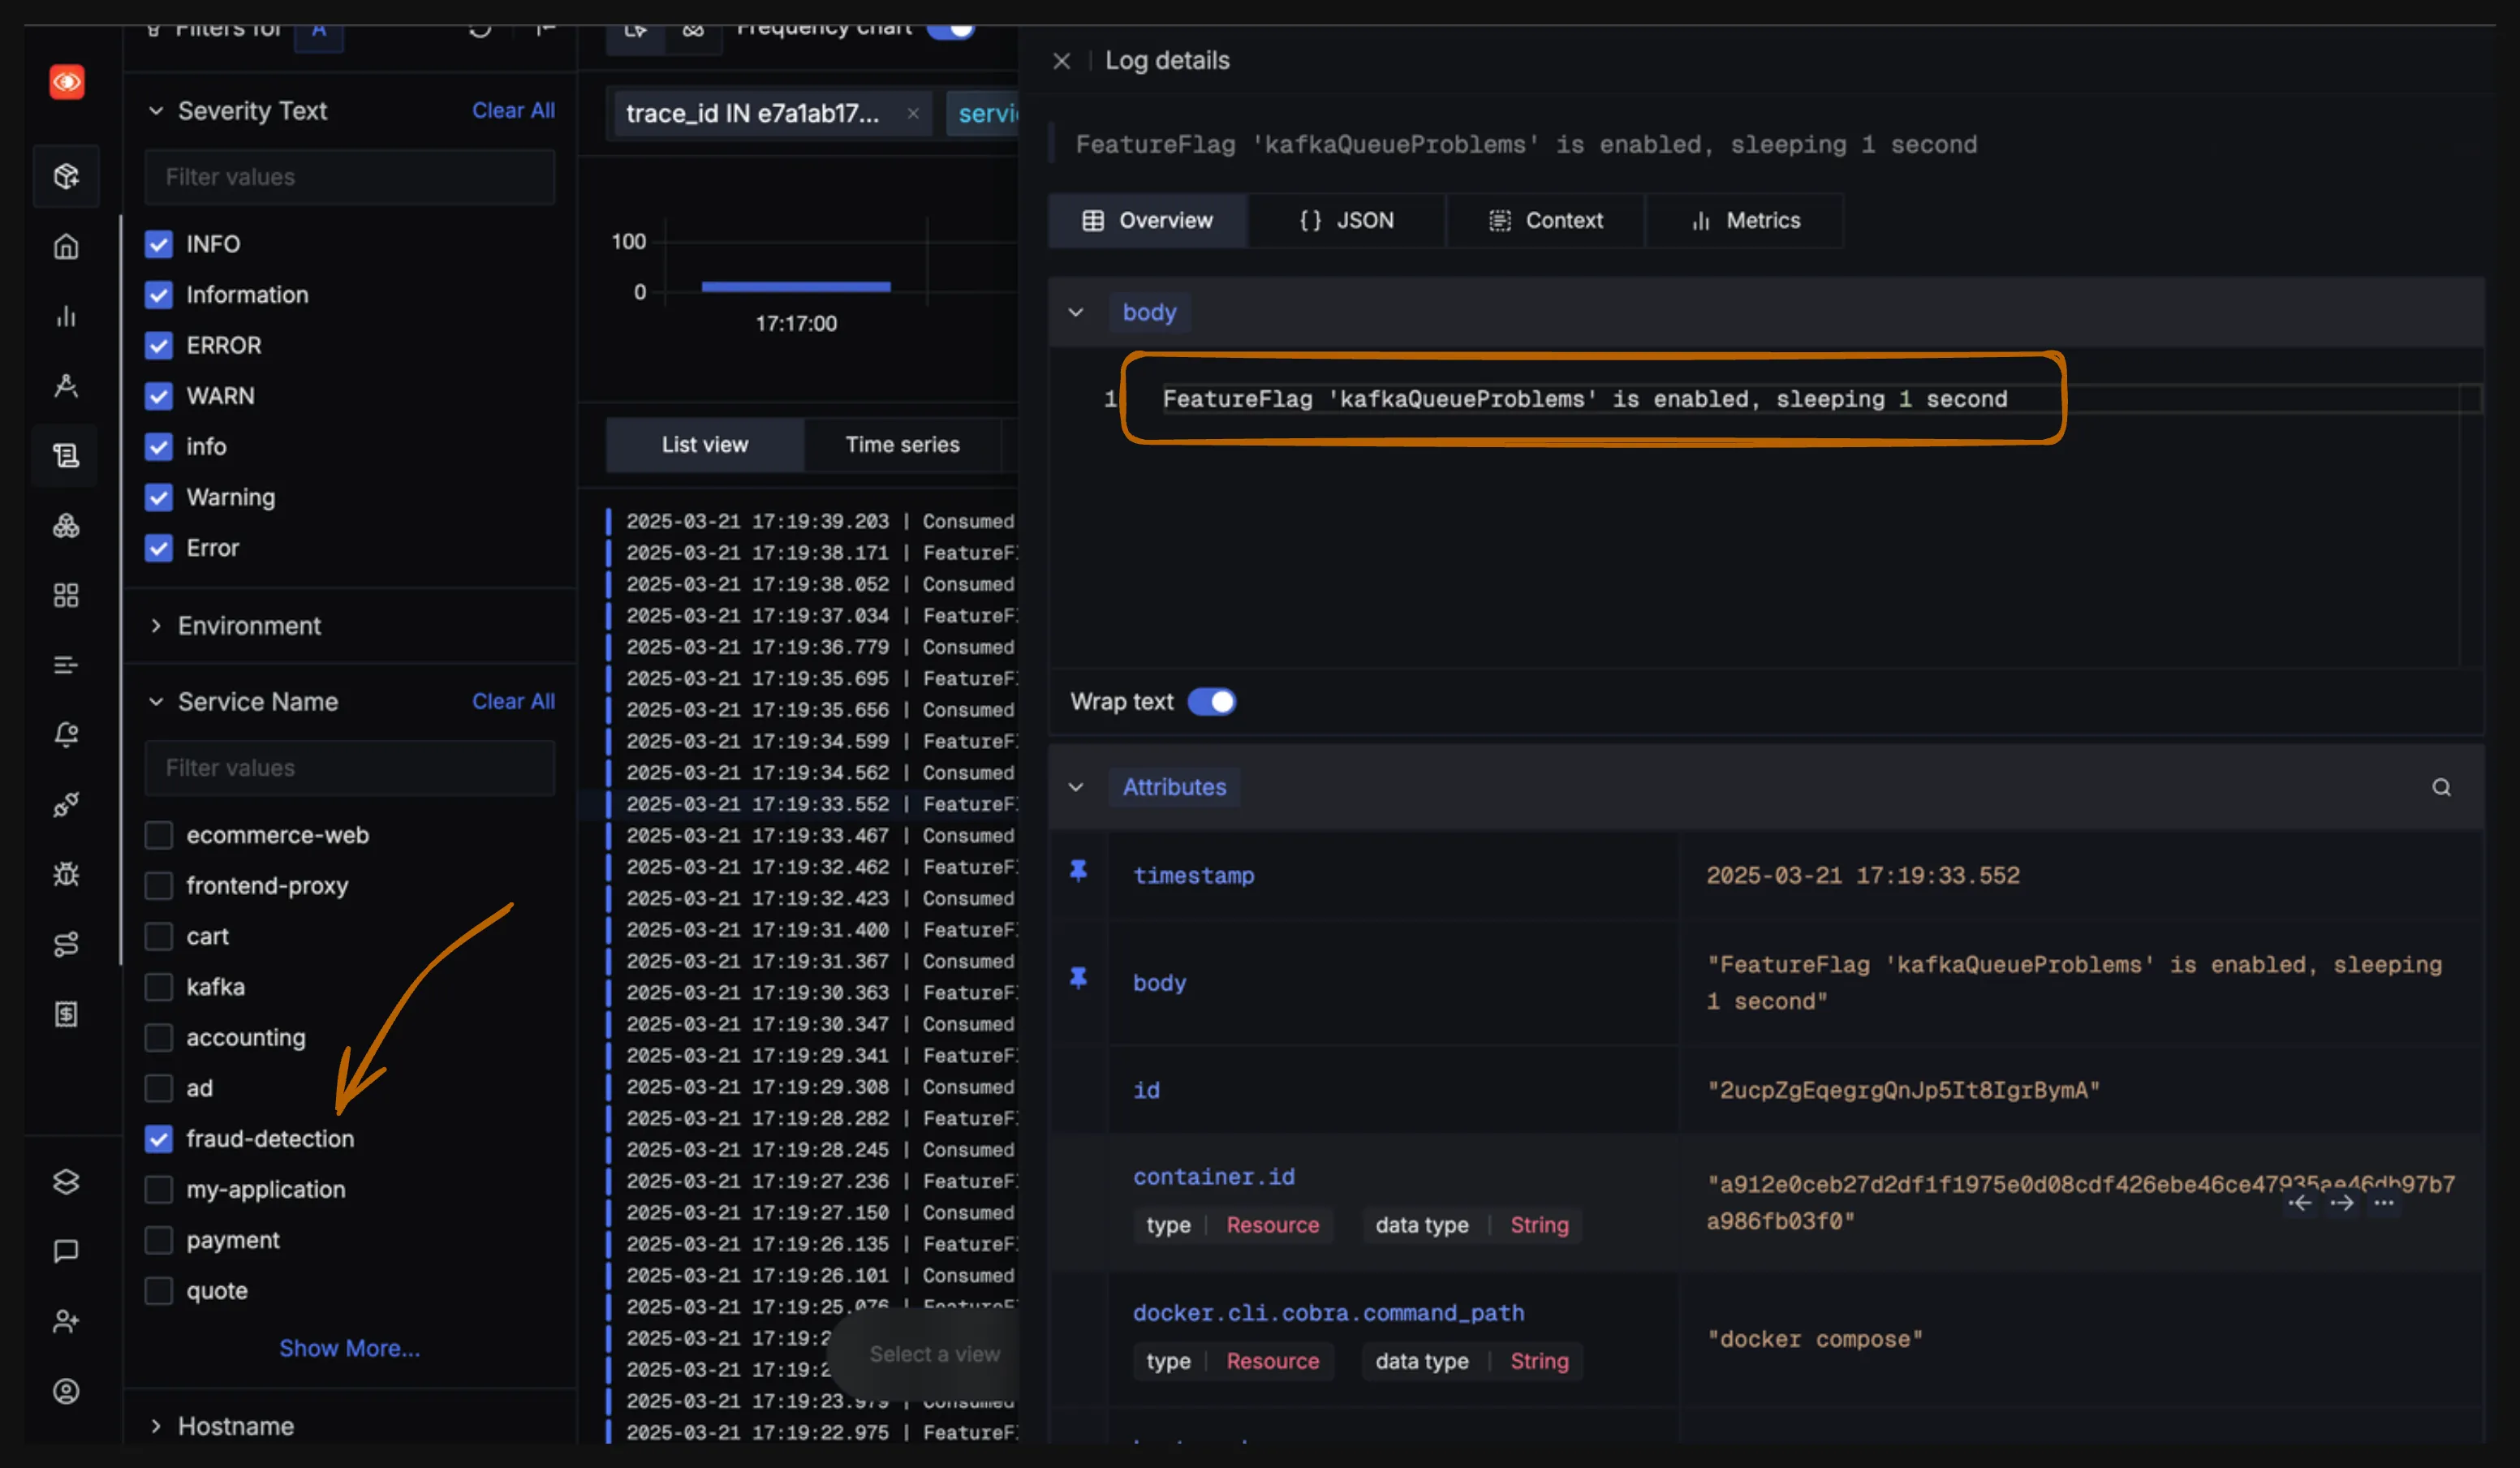 Filters for A
Severity Text Clear All
Filter values
INFO
Information
ERROR
WARN
info
Warning
Error
Environment
Service Name Clear All
Filter values
ecommerce-web
frontend-proxy
cart
kafka
accounting
ad
fraud-detection
my-application
payment
quote
Show More...
Hostname
Frequency chart
trace_id IN e7a1ab17...
100
0
17:17:00
List view Time series
2025-03-21 17:19:39.203 | Consumed
2025-03-21 17:19:38.171 | FeatureF
2025-03-21 17:19:38.052 | Consumed
2025-03-21 17:19:37.034 | FeatureF
2025-03-21 17:19:36.779 | Consumed
2025-03-21 17:19:35.695 | FeatureF
2025-03-21 17:19:35.656 | Consumed
2025-03-21 17:19:34.599 | FeatureF
2025-03-21 17:19:34.562 | Consumed
2025-03-21 17:19:33.552 | FeatureF
2025-03-21 17:19:33.467 | Consumed
2025-03-21 17:19:32.462 | FeatureF
2025-03-21 17:19:32.423 | Consumed
2025-03-21 17:19:31.400 | FeatureF
2025-03-21 17:19:31.367 | Consumed
2025-03-21 17:19:30.363 | FeatureF
2025-03-21 17:19:30.347 | Consumed
2025-03-21 17:19:29.341 | FeatureF
2025-03-21 17:19:29.308 | Consumed
2025-03-21 17:19:28.282 | FeatureF
2025-03-21 17:19:28.245 | Consumed
2025-03-21 17:19:27.236 | FeatureF
2025-03-21 17:19:27.150 | Consumed
2025-03-21 17:19:26.135 | FeatureF
2025-03-21 17:19:26.101 | Consumed
2025-03-21 17:19:25.076 | FeatureF
2025-03-21 17:19:2
2025-03-21 17:19:2
2025-03-21 17:19:23.979 | Consumed
2025-03-21 17:19:22.975 | FeatureF
Select a view
Log details
FeatureFlag 'kafkaQueueProblems' is enabled, sleeping 1 second
Overview {} JSON Context Metrics
body
1 FeatureFlag 'kafkaQueueProblems' is enabled, sleeping 1 second
Wrap text
Attributes
timestamp 2025-03-21 17:19:33.552
body "FeatureFlag 'kafkaQueueProblems' is enabled, sleeping
1 second"
id "2ucpZgEqegrgQnJp5It8IgrBymA"
container.id
"a912e0ceb27d2df1f1975e0d08cdf426ebe46ce47935ae46db97b7
a986fb03f0"
type Resource data type String
docker.cli.cobra.command_path
"docker compose"
type Resource data type String